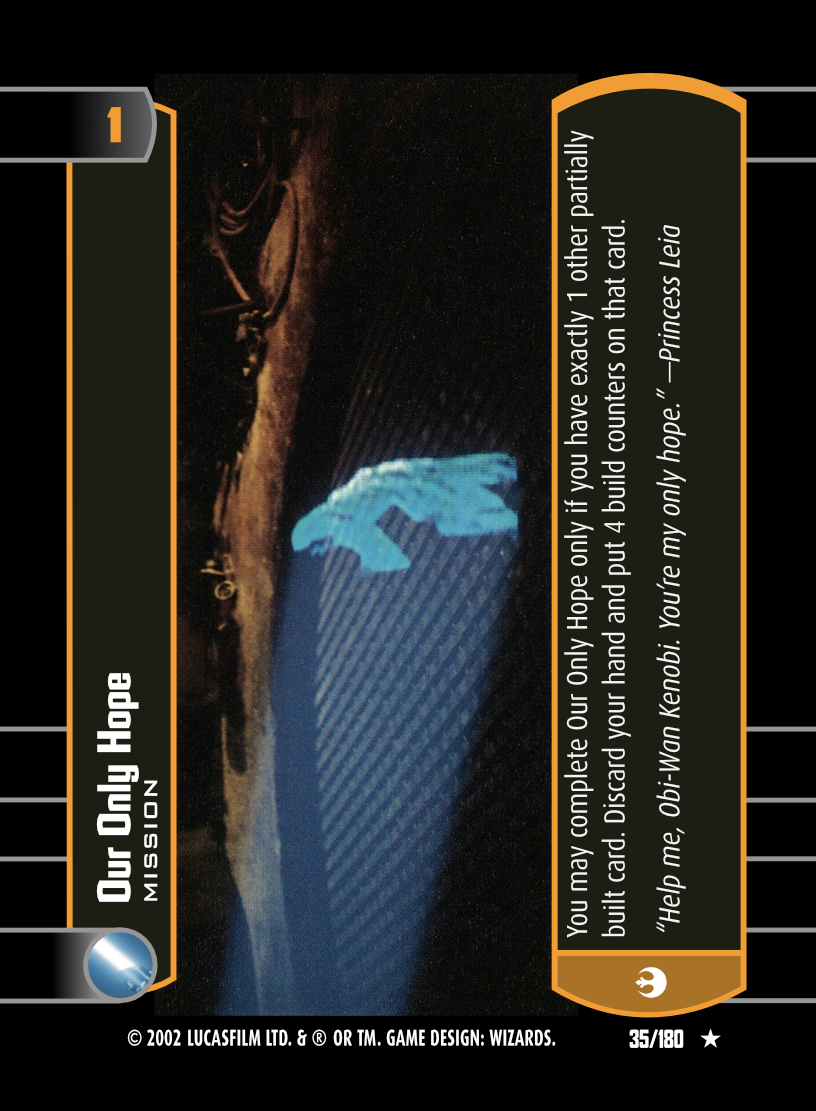 Our Only Hope
MISSION
1
You may complete Our Only Hope only if you have exactly 1 other partially
built card. Discard your hand and put 4 build counters on that card.
“Help me, Obi-Wan Kenobi. You’re my only hope.” —Princess Leia
© 2002 LUCASFILM LTD. & ® OR TM. GAME DESIGN: WIZARDS.
35/180 ★